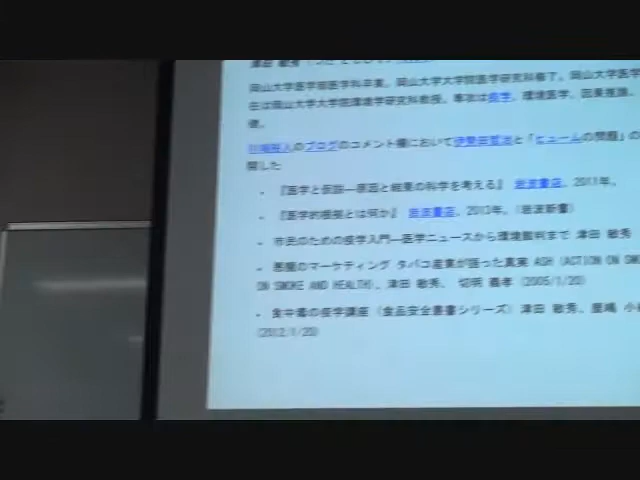 津田 敏秀
岡山大学医学部医学科卒業。岡山大学大学院医学研究科修了。岡山大学医学
在は岡山大学大学院環境学研究科教授。専攻は疫学、環境医学、因果推論、
のブログのコメント欄において伊勢田哲治と「ヒュームの問題」の
開した
・ 『医学と仮説―原因と結果の科学を考える』 岩波書店、2011年。
・ 『医学的根拠とは何か』 岩波書店、2013年。(岩波新書)
・ 市民のための疫学入門―医学ニュースから環境裁判まで 津田 敏秀
・ 悪魔のマーケティング タバコ産業が語った真実 ASH (ACTION ON SMO
ON SMOKE AND HEALTH)、 津田 敏秀、 切明 義孝 (2005/1/20)
・ 食中毒の疫学講座 (食品安全叢書シリーズ) 津田 敏秀、
(2012/1/20)